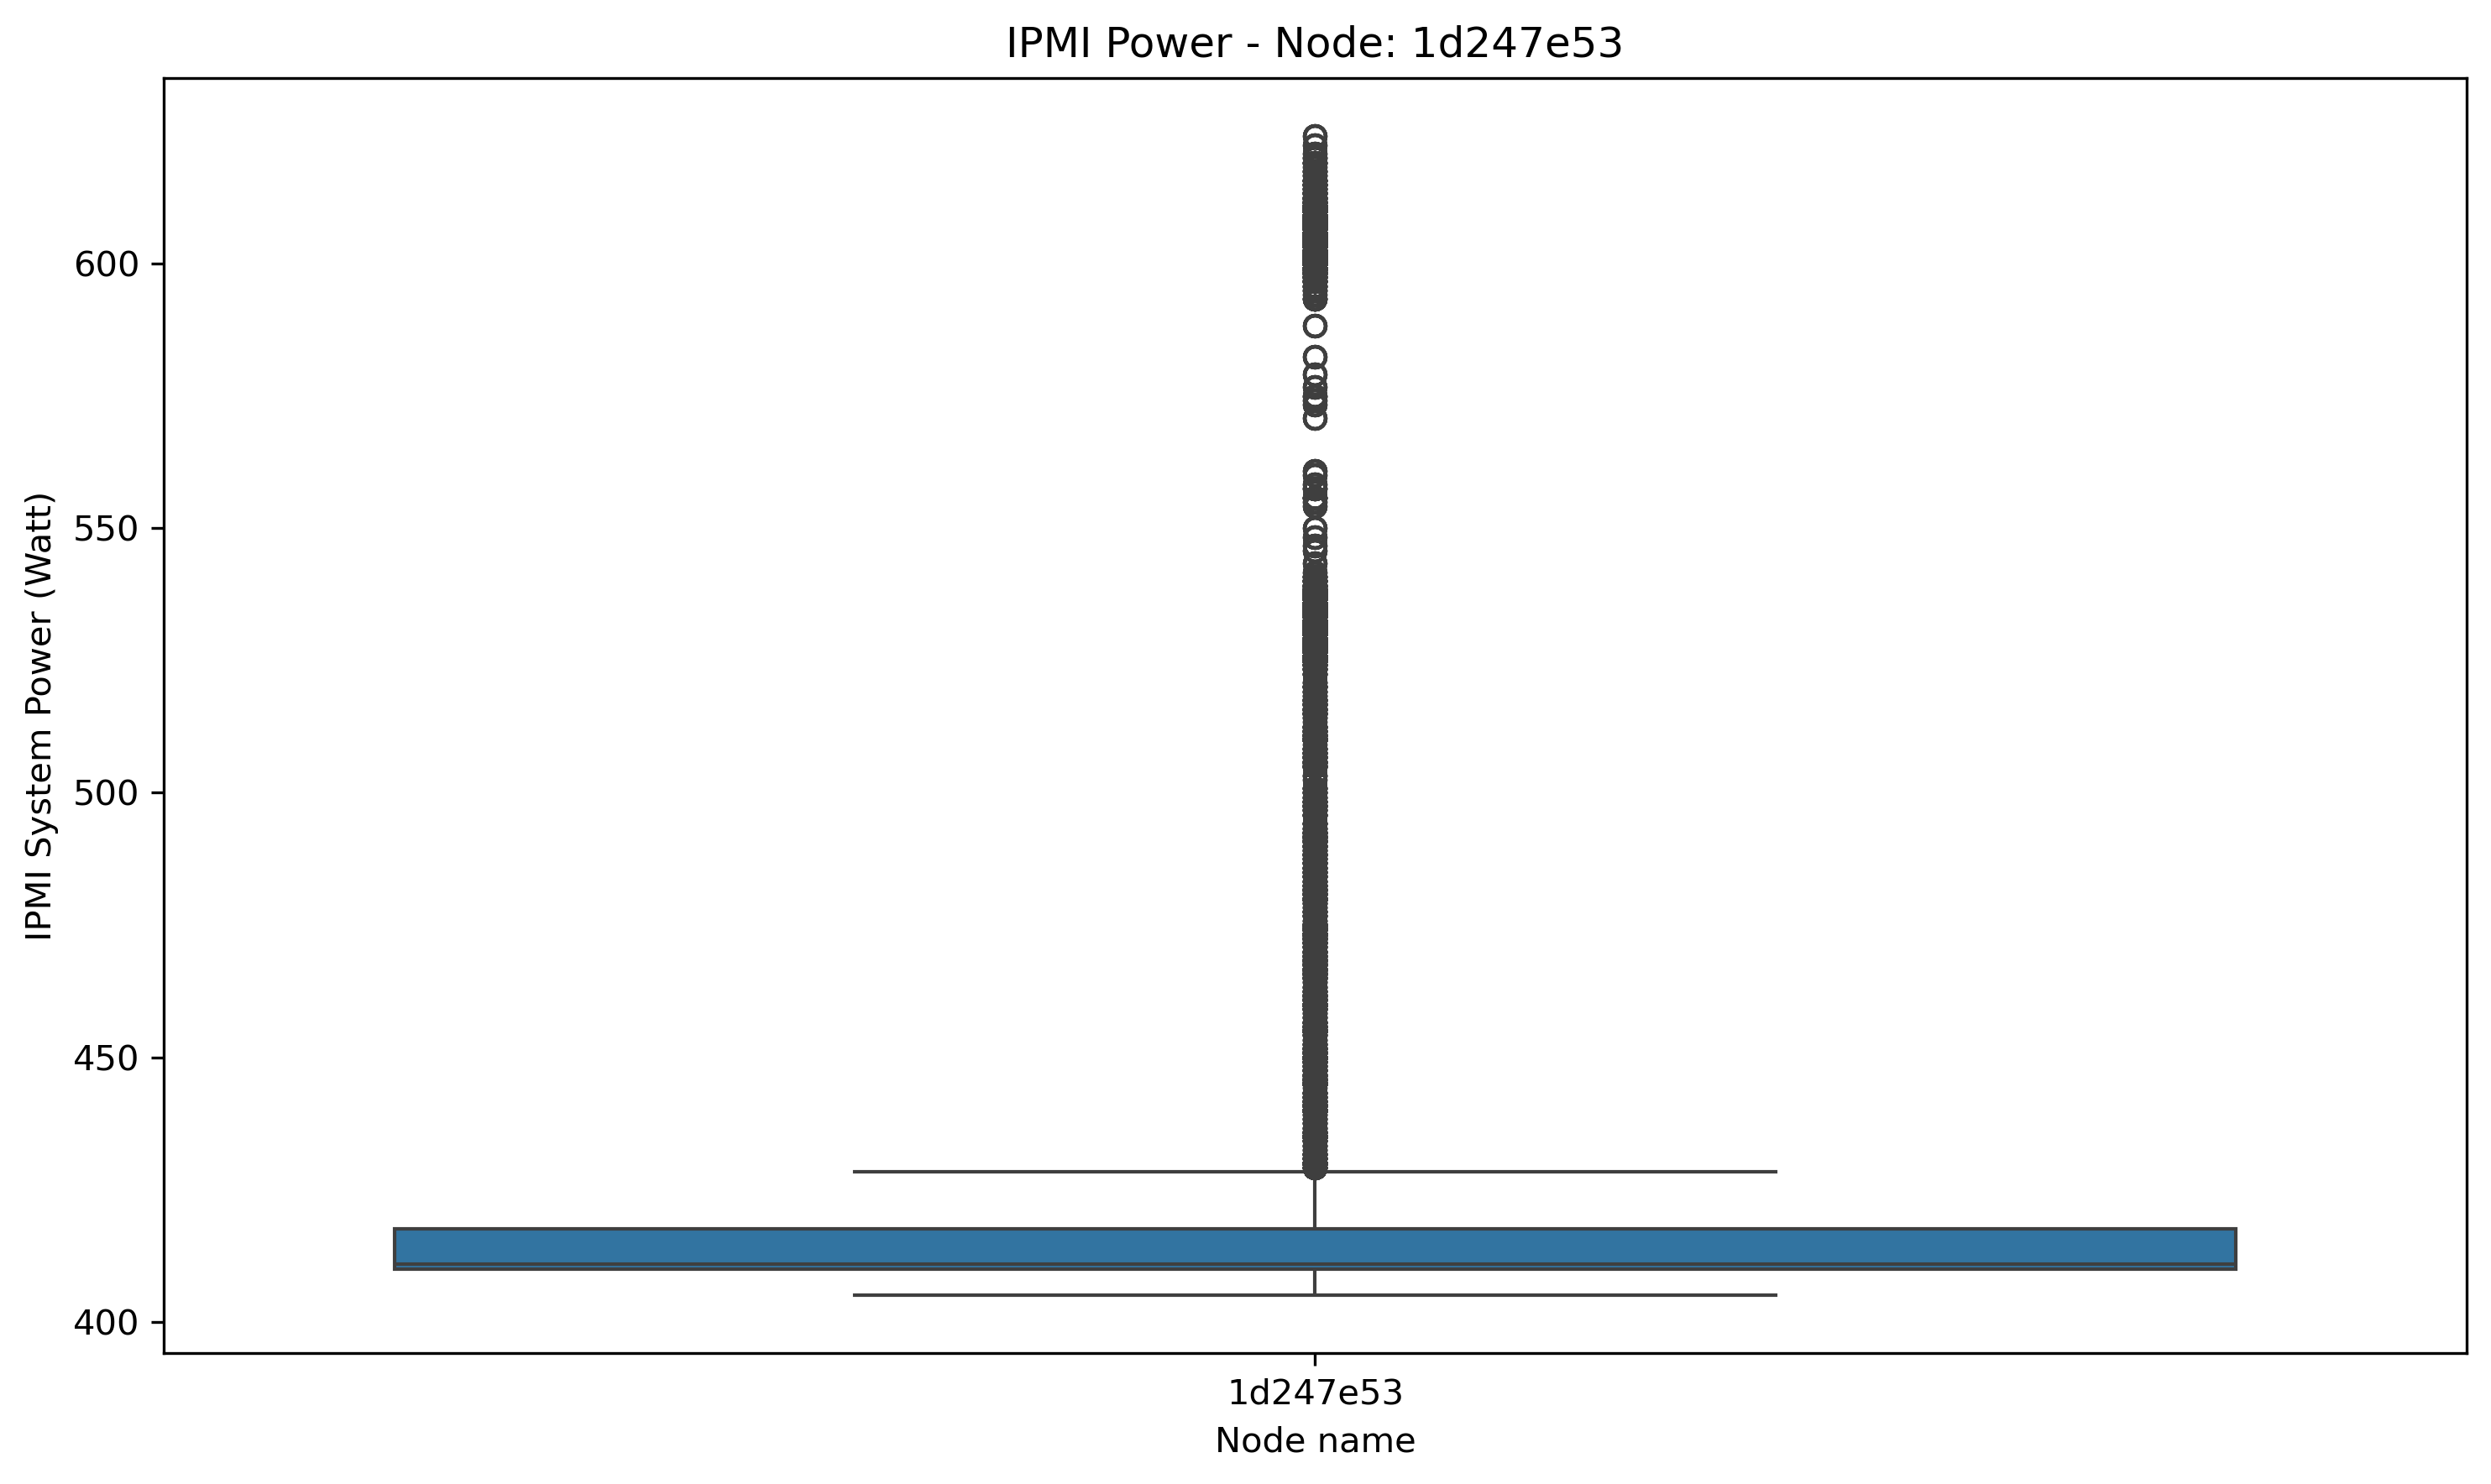 IPMI Power - Node: 1d247e53
IPMI System Power (Watt)
600
550
500
450
400
1d247e53
Node name